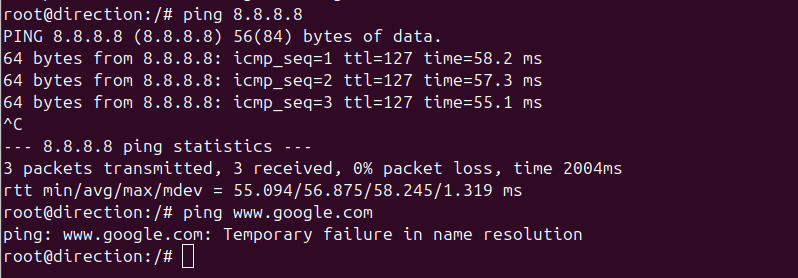 root@direction:/# ping 8.8.8.8
PING 8.8.8.8 (8.8.8.8) 56(84) bytes of data.
64 bytes from 8.8.8.8: icmp_seq=1 ttl=127 time=58.2 ms
64 bytes from 8.8.8.8: icmp_seq=2 ttl=127 time=57.3 ms
64 bytes from 8.8.8.8: icmp_seq=3 ttl=127 time=55.1 ms
^C
--- 8.8.8.8 ping statistics ---
3 packets transmitted, 3 received, 0% packet loss, time 2004ms
rtt min/avg/max/mdev = 55.094/56.875/58.245/1.319 ms
root@direction:/# ping www.google.com
ping: www.google.com: Temporary failure in name resolution
root@direction:/#